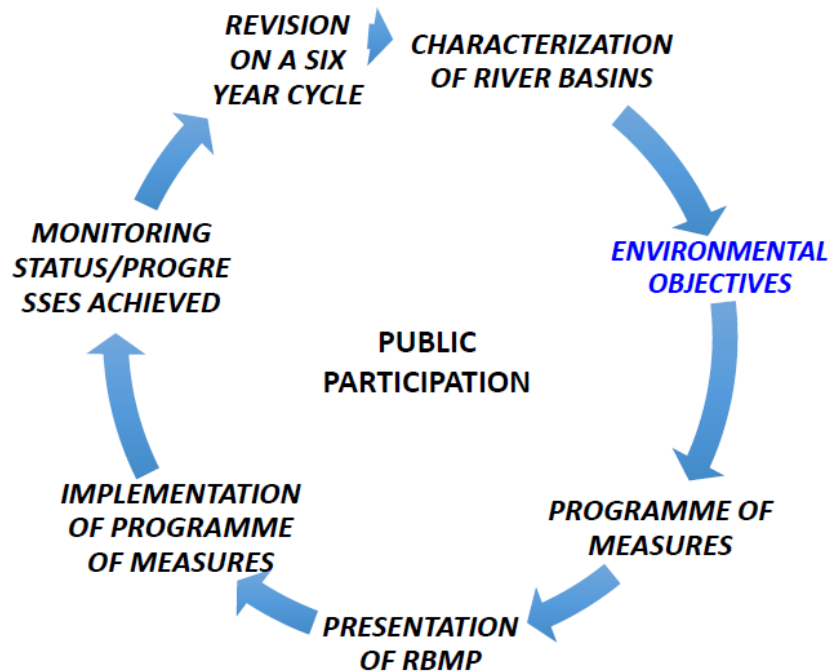 REVISION
ON A SIX
YEAR CYCLE
CHARACTERIZATION
OF RIVER BASINS
ENVIRONMENTAL
OBJECTIVES
PROGRAMME OF
MEASURES
PRESENTATION
OF RBMP
IMPLEMENTATION
OF PROGRAMME
OF MEASURES
MONITORING
STATUS/PROGRE
SSES ACHIEVED
PUBLIC
PARTICIPATION